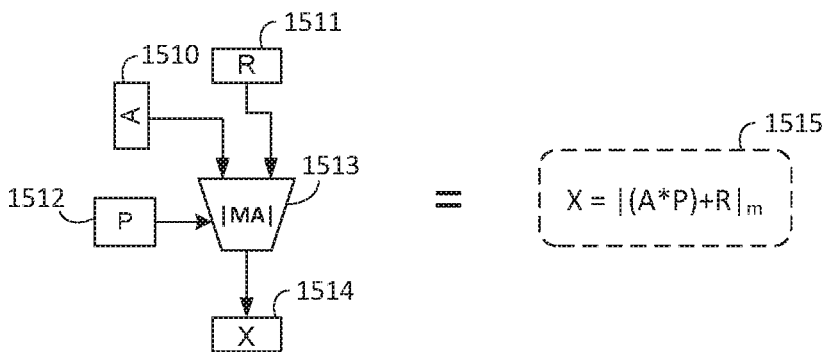 1511
1510
R
A
1515
1513
1512
P
|MA|
=
X = |(A*P)+R|m
1514
X